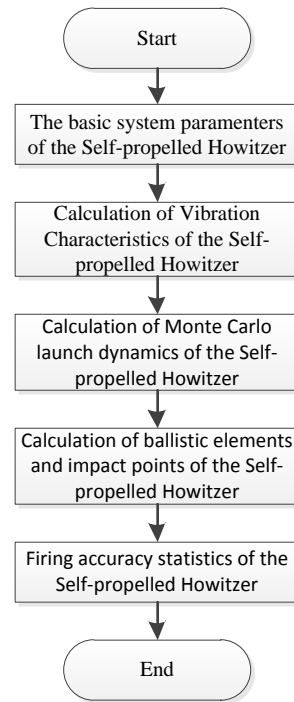 Start
The basic system paramenters
of the Self-propelled Howitzer
Calculation of Vibration
Characteristics of the Self-
propelled Howitzer
Calculation of Monte Carlo
launch dynamics of the Self-
propelled Howitzer
Calculation of ballistic elements
and impact points of the Self-
propelled Howitzer
Firing accuracy statistics of the
Self-propelled Howitzer
End